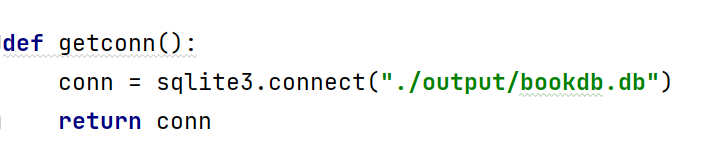 def getconn():
    conn = sqlite3.connect("./output/bookdb.db")
    return conn